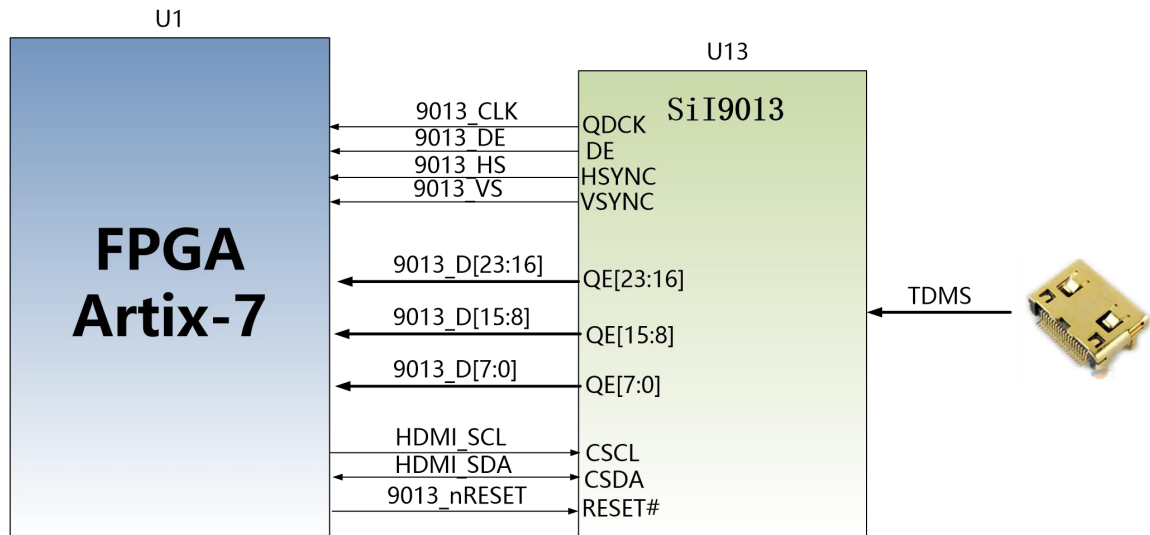 U1
U13
SiI9013
FPGA
Artix-7
9013_CLK
QDCK
9013_DE
DE
9013_HS
HSYNC
9013_VS
VSYNC
9013_D[23:16]
QE[23:16]
9013_D[15:8]
QE[15:8]
9013_D[7:0]
QE[7:0]
TDMS
HDMI_SCL
CSCL
HDMI_SDA
CSDA
9013_nRESET
RESET#